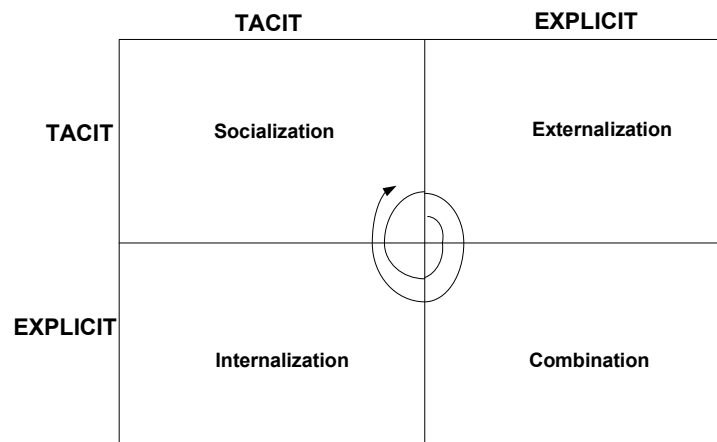 TACIT
EXPLICIT
TACIT
Socialization
Externalization
EXPLICIT
Internalization
Combination